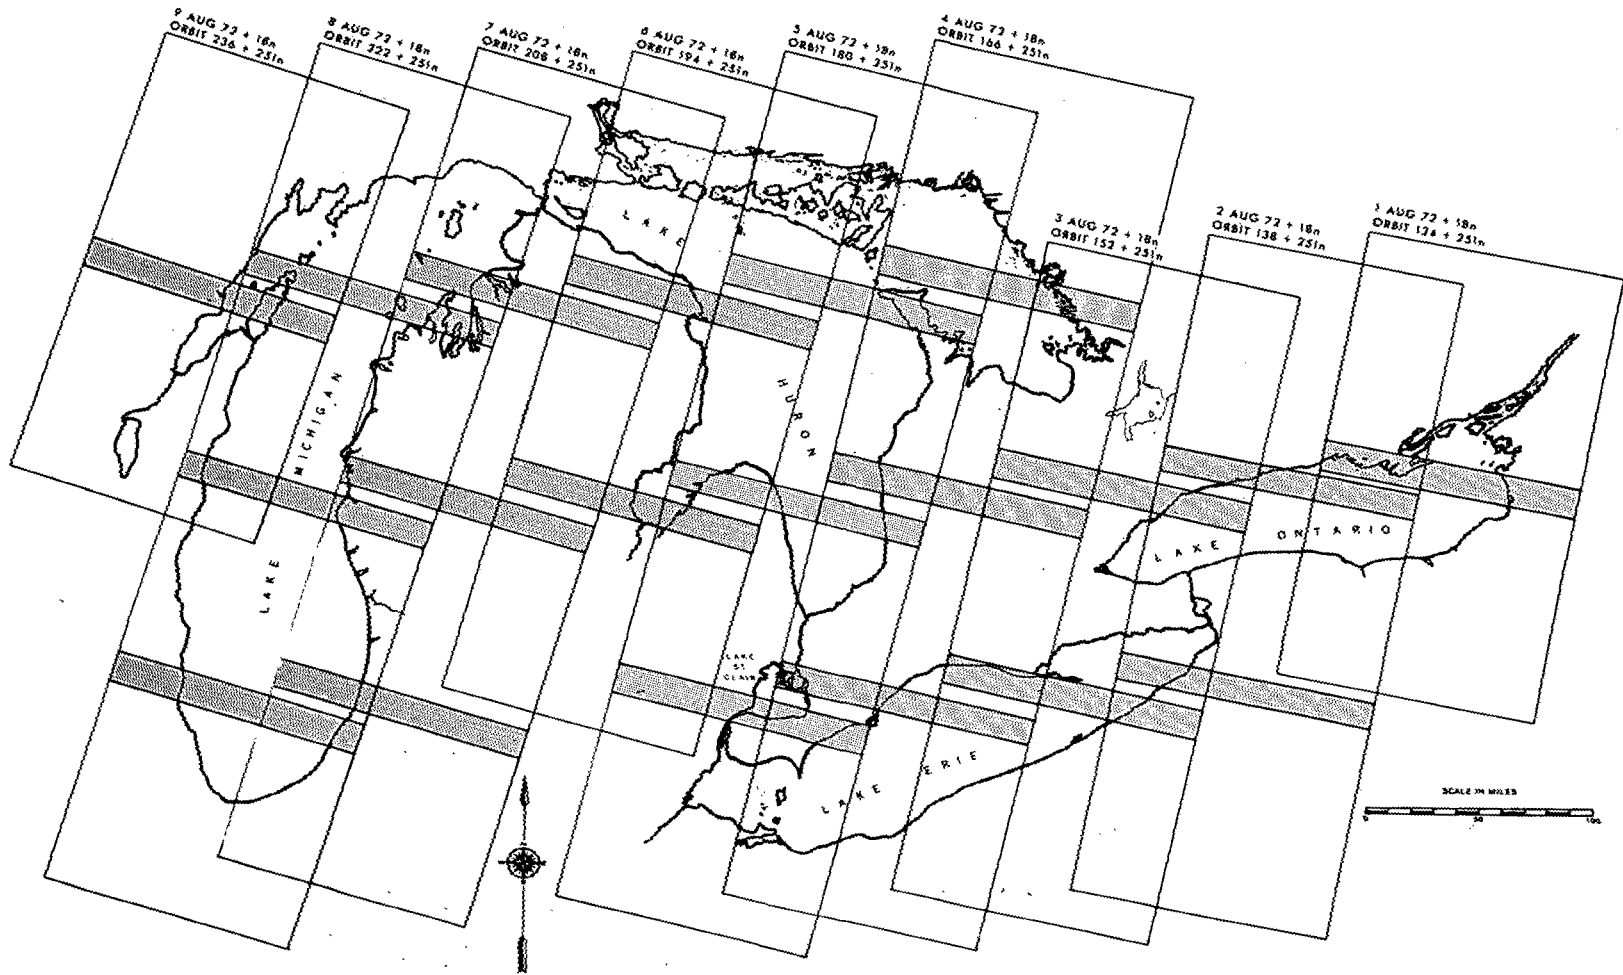 9 AUG 72 + 18n
ORBIT 236 + 251n
8 AUG 72 + 18n
ORBIT 222 + 251n
7 AUG 72 + 18n
ORBIT 208 + 251n
6 AUG 72 + 18n
ORBIT 194 + 251n
5 AUG 72 + 18n
ORBIT 180 + 251n
4 AUG 72 + 18n
ORBIT 166 + 251n
3 AUG 72 + 18n
ORBIT 152 + 251n
2 AUG 72 + 18n
ORBIT 138 + 251n
1 AUG 72 + 18n
ORBIT 124 + 251n
LAKE
HURON
LAKE
MICHIGAN
LAKE ONTARIO
LAKE
ST.
CLAIR
LAKE ERIE
SCALE IN MILES
0 50 100